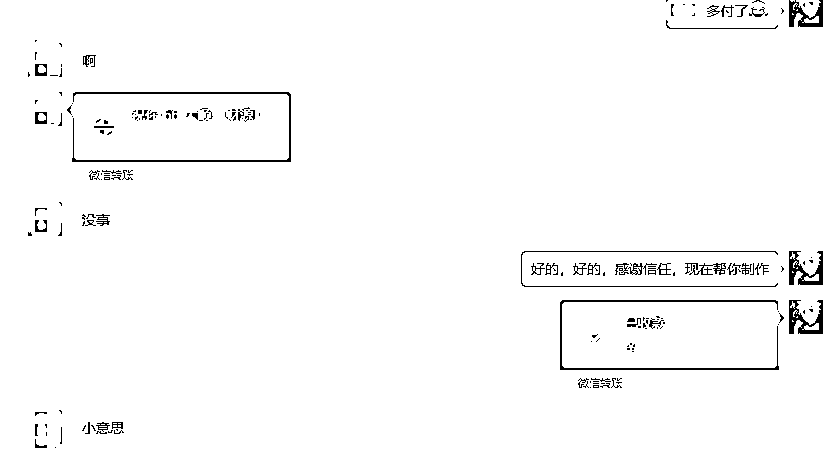 多付了
啊
微信转账
没事
好的，好的，感谢信任，现在帮你制作
已收款
微信转账
小意思